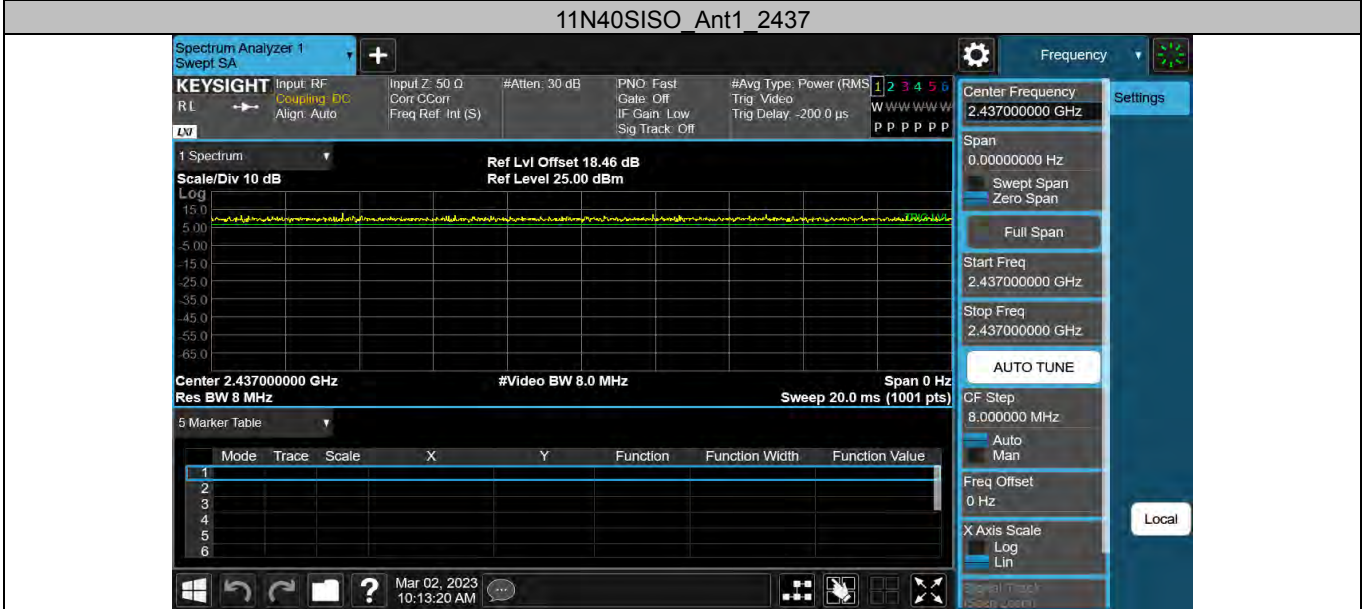 11N40SISO_Ant1_2437
Spectrum Analyzer 1
Swept SA
+
Frequency
KEYSIGHT
RL
LXI
Input: RF
Coupling: DC
Align: Auto
Input Z: 50 Ω
Corr CCorr
Freq Ref: Int (S)
#Atten: 30 dB
PNO: Fast
Gate: Off
IF Gain: Low
Sig Track: Off
#Avg Type: Power (RMS
Trig: Video
Trig Delay: -200.0 µs
1 2 3 4 5 6
W W W W W W
P P P P P P
1 Spectrum
Scale/Div 10 dB
Ref Lvl Offset 18.46 dB
Ref Level 25.00 dBm
Log
15.0
5.00
-5.00
-15.0
-25.0
-35.0
-45.0
-55.0
-65.0
TRIG LVL
Center 2.437000000 GHz
#Video BW 8.0 MHz
Span 0 Hz
Res BW 8 MHz
Sweep 20.0 ms (1001 pts)
5 Marker Table
Mode Trace Scale X Y Function Function Width Function Value
1
2
3
4
5
6
Center Frequency
2.437000000 GHz
Settings
Span
0.00000000 Hz
Swept Span
Zero Span
Full Span
Start Freq
2.437000000 GHz
Stop Freq
2.437000000 GHz
AUTO TUNE
CF Step
8.000000 MHz
Auto
Man
Freq Offset
0 Hz
X Axis Scale
Log
Lin
Signal Track
(Span Zoom)
Local
?
Mar 02, 2023
10:13:20 AM